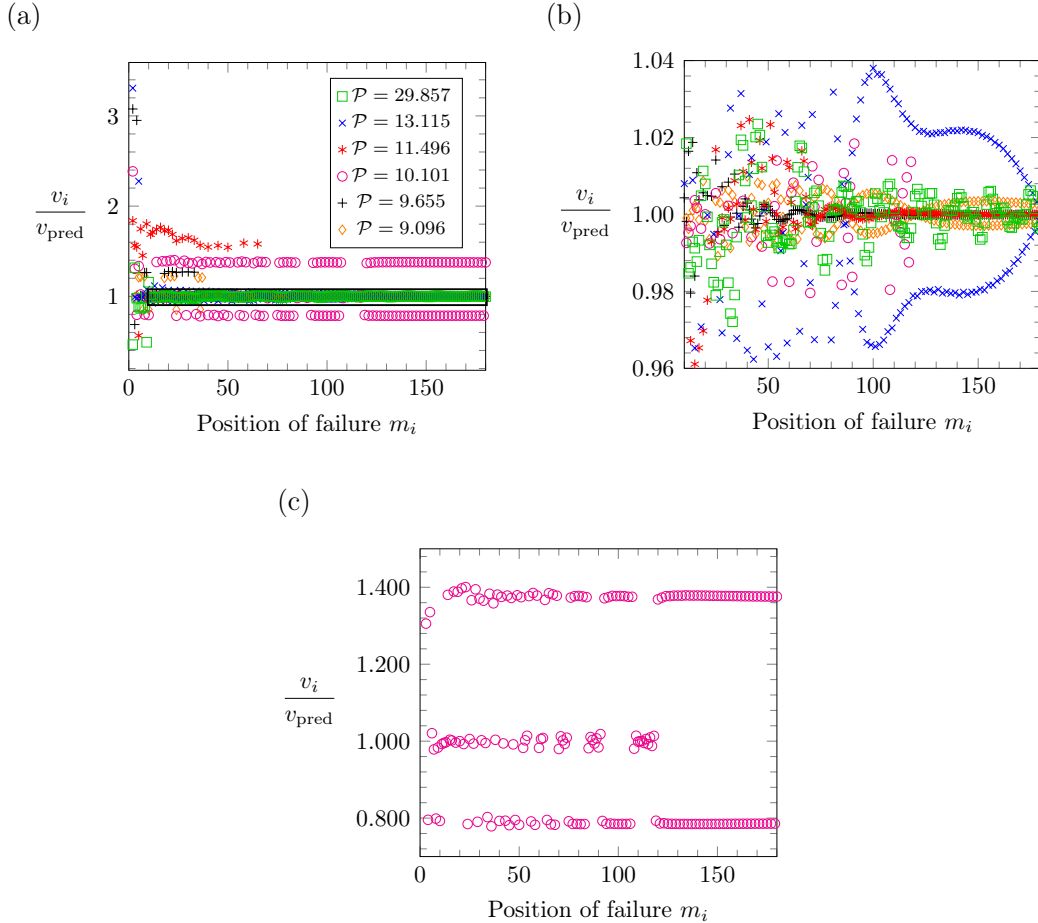 (a)
3
2
1
0
50
100
150
v_i
v_pred
Position of failure m_i
𝒫 = 29.857
𝒫 = 13.115
𝒫 = 11.496
𝒫 = 10.101
𝒫 = 9.655
𝒫 = 9.096
(b)
1.04
1.02
1.00
0.98
0.96
50
100
150
v_i
v_pred
Position of failure m_i
(c)
1.400
1.200
1.000
0.800
0
50
100
150
v_i
v_pred
Position of failure m_i